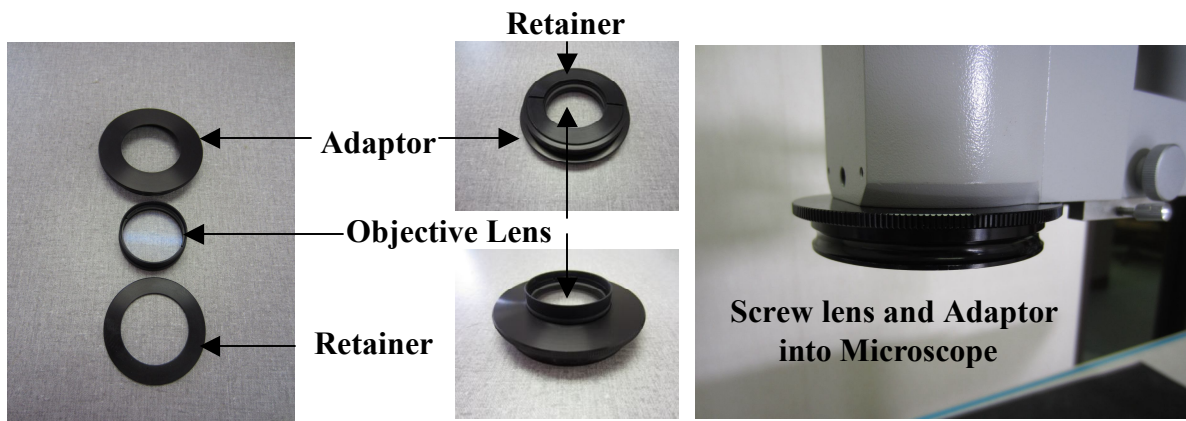 Retainer
Adaptor
Objective Lens
Retainer
Screw lens and Adaptor
into Microscope